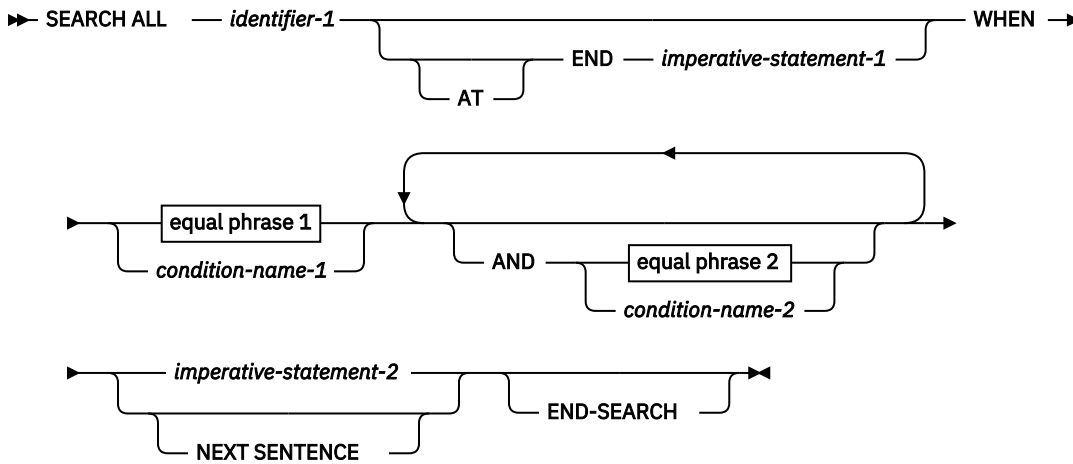 SEARCH ALL identifier-1 WHEN
END imperative-statement-1
AT
equal phrase 1
condition-name-1
AND equal phrase 2
condition-name-2
imperative-statement-2
END-SEARCH
NEXT SENTENCE